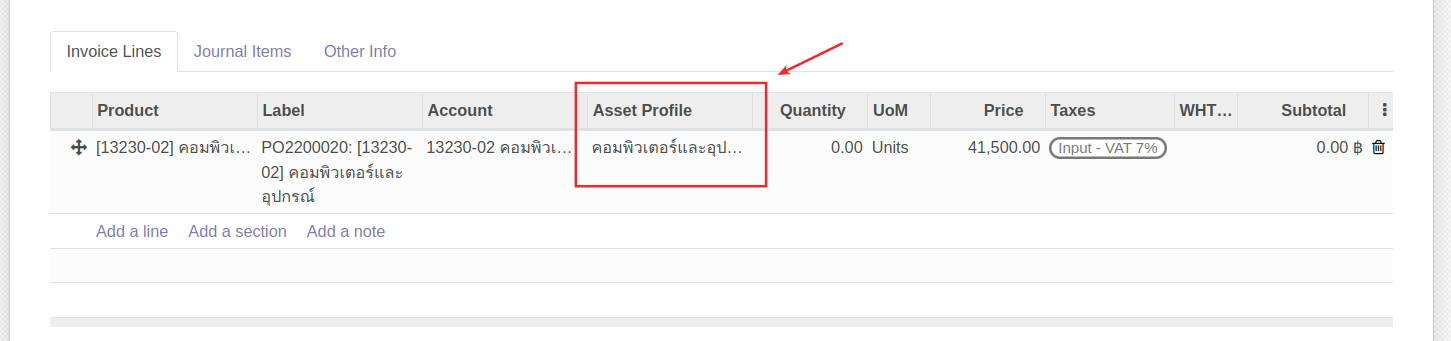 Invoice Lines Journal Items Other Info
Product Label Account Asset Profile Quantity UoM Price Taxes WHT... Subtotal
[13230-02] คอมพิวเ... PO2200020: [13230- 13230-02 คอมพิวเ... คอมพิวเตอร์และอุป... 0.00 Units 41,500.00 Input - VAT 7% 0.00 ฿
02] คอมพิวเตอร์และ
อุปกรณ์
Add a line Add a section Add a note